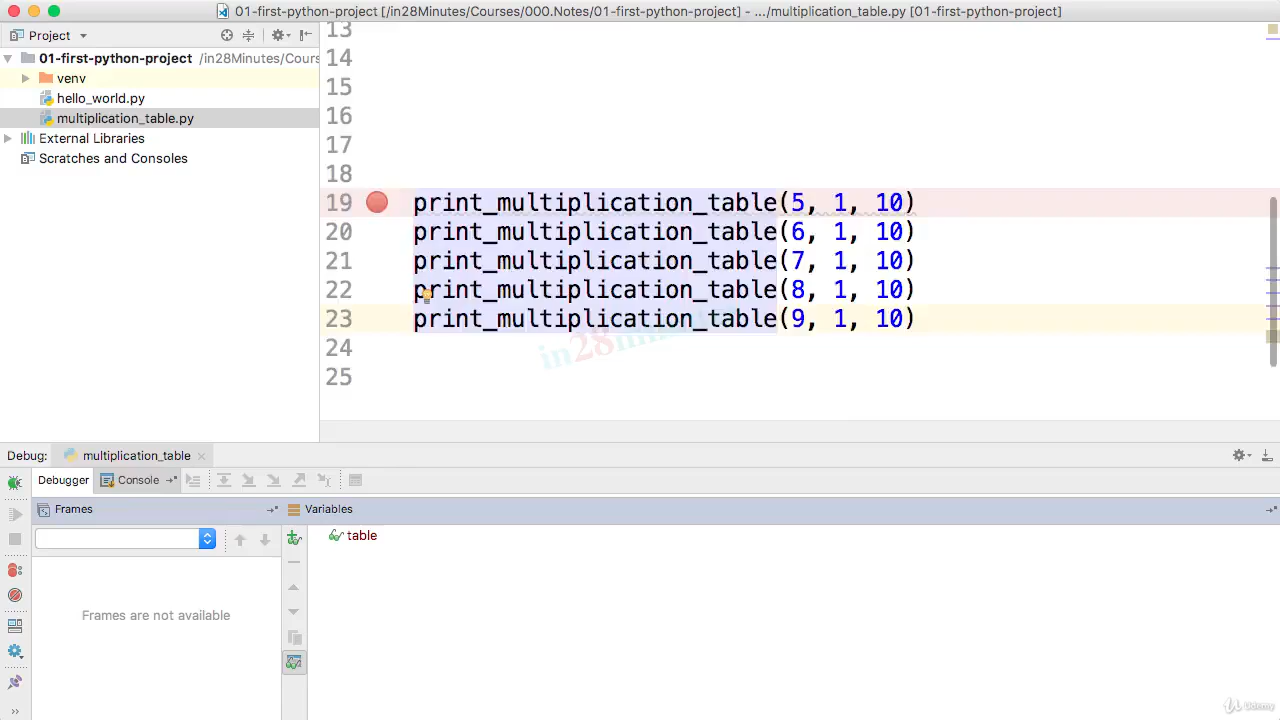 01-first-python-project [/in28Minutes/Courses/000.Notes/01-first-python-project] - .../multiplication_table.py [01-first-python-project]
Project
01-first-python-project /in28Minutes/Cours
venv
hello_world.py
multiplication_table.py
External Libraries
Scratches and Consoles
13
14
15
16
17
18
19 print_multiplication_table(5, 1, 10)
20 print_multiplication_table(6, 1, 10)
21 print_multiplication_table(7, 1, 10)
22 print_multiplication_table(8, 1, 10)
23 print_multiplication_table(9, 1, 10)
24
25
in28minutes
Debug: multiplication_table
Debugger Console
Frames Variables
table
Frames are not available
Udemy